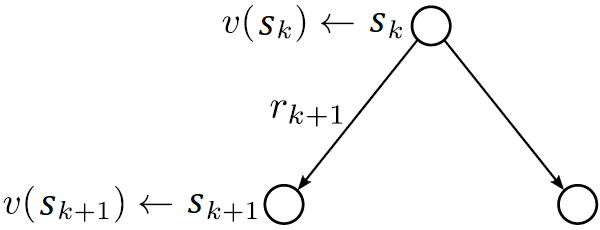 v(s_k) ← s_k
r_{k+1}
v(s_{k+1}) ← s_{k+1}